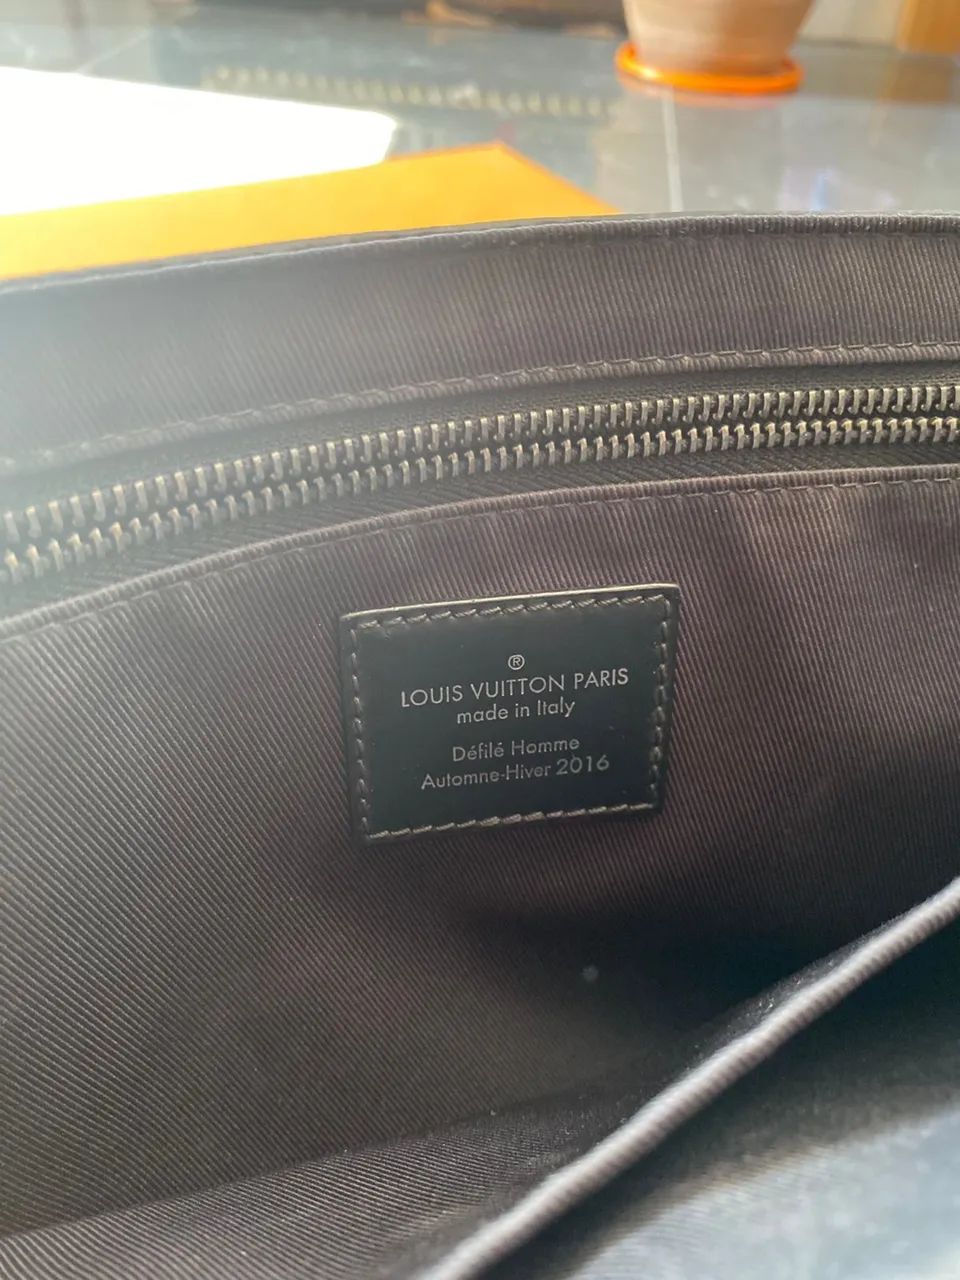 ®
LOUIS VUITTON PARIS
made in Italy
Défilé Homme
Automne-Hiver 2016